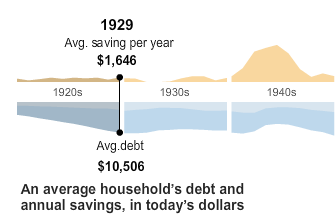 1929
Avg. saving per year
$1,646
1920s 1930s 1940s
Avg.debt
$10,506
An average household's debt and
annual savings, in today's dollars